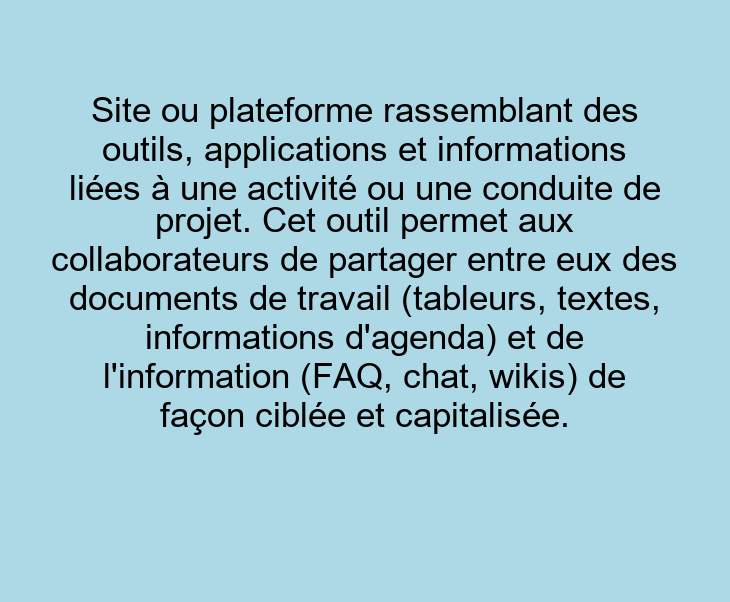 Site ou plateforme rassemblant des
outils, applications et informations
liées à une activité ou une conduite de
projet. Cet outil permet aux
collaborateurs de partager entre eux des
documents de travail (tableurs, textes,
informations d'agenda) et de
l'information (FAQ, chat, wikis) de
façon ciblée et capitalisée.